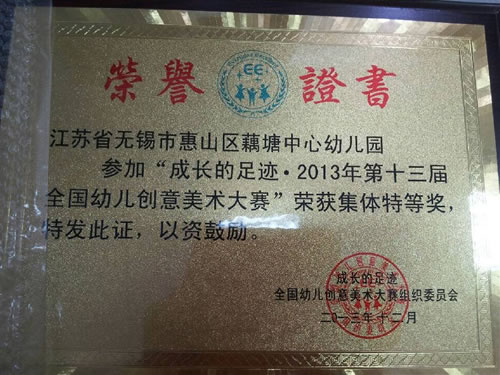 榮譽證書
EE
江苏省无锡市惠山区藕塘中心幼儿园
参加“成长的足迹·2013年第十三届
全国幼儿创意美术大赛”荣获集体特等奖，
特发此证，以资鼓励。
成长的足迹
全国幼儿创意美术大赛组织委员会
二〇一三年十二月